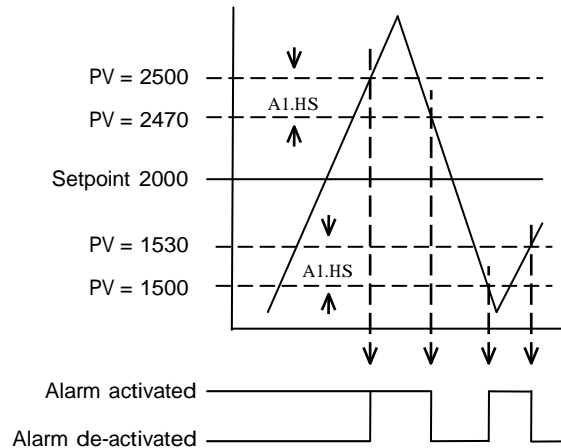 PV = 2500
A1.HS
PV = 2470
Setpoint 2000
PV = 1530
A1.HS
PV = 1500
Alarm activated
Alarm de-activated